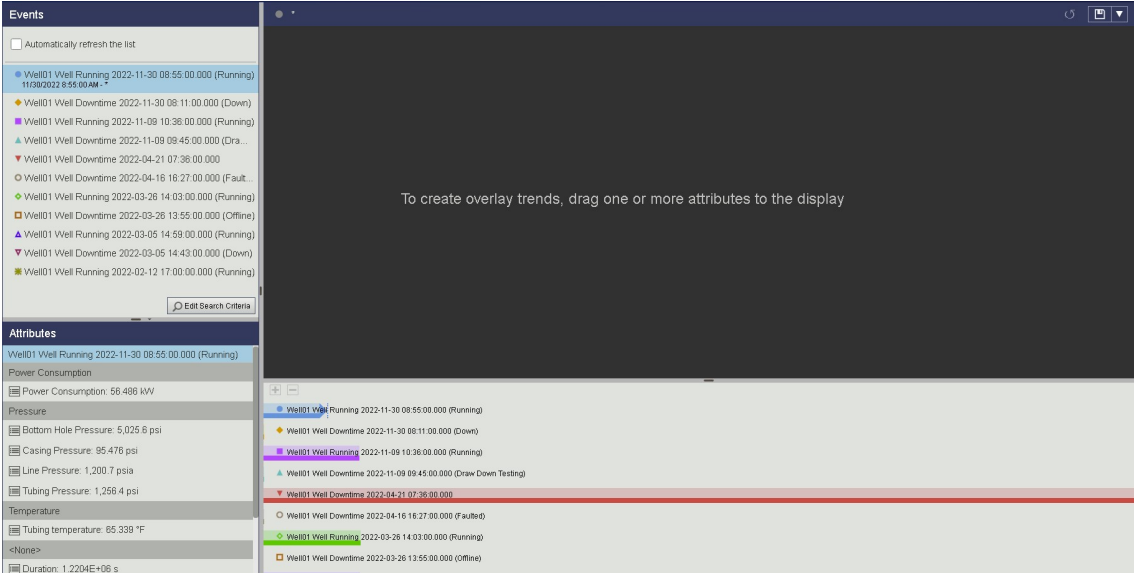 Events
Automatically refresh the list
Well01 Well Running 2022-11-30 08:55:00.000 (Running)
11/30/2022 8:55:00 AM - *
Well01 Well Downtime 2022-11-30 08:11:00.000 (Down)
Well01 Well Running 2022-11-09 10:36:00.000 (Running)
Well01 Well Downtime 2022-11-09 09:45:00.000 (Dra...
Well01 Well Downtime 2022-04-21 07:36:00.000
Well01 Well Downtime 2022-04-16 16:27:00.000 (Fault...
Well01 Well Running 2022-03-26 14:03:00.000 (Running)
Well01 Well Downtime 2022-03-26 13:55:00.000 (Offline)
Well01 Well Running 2022-03-05 14:59:00.000 (Running)
Well01 Well Downtime 2022-03-05 14:43:00.000 (Down)
Well01 Well Running 2022-02-12 17:00:00.000 (Running)
Edit Search Criteria
Attributes
Well01 Well Running 2022-11-30 08:55:00.000 (Running)
Power Consumption
Power Consumption: 56.486 kW
Pressure
Bottom Hole Pressure: 5,025.6 psi
Casing Pressure: 95.476 psi
Line Pressure: 1,200.7 psia
Tubing Pressure: 1,256.4 psi
Temperature
Tubing temperature: 65.339 °F
<None>
Duration: 1.2204E+06 s
*
To create overlay trends, drag one or more attributes to the display
Well01 Well Running 2022-11-30 08:55:00.000 (Running)
Well01 Well Downtime 2022-11-30 08:11:00.000 (Down)
Well01 Well Running 2022-11-09 10:36:00.000 (Running)
Well01 Well Downtime 2022-11-09 09:45:00.000 (Draw Down Testing)
Well01 Well Downtime 2022-04-21 07:36:00.000
Well01 Well Downtime 2022-04-16 16:27:00.000 (Faulted)
Well01 Well Running 2022-03-26 14:03:00.000 (Running)
Well01 Well Downtime 2022-03-26 13:55:00.000 (Offline)